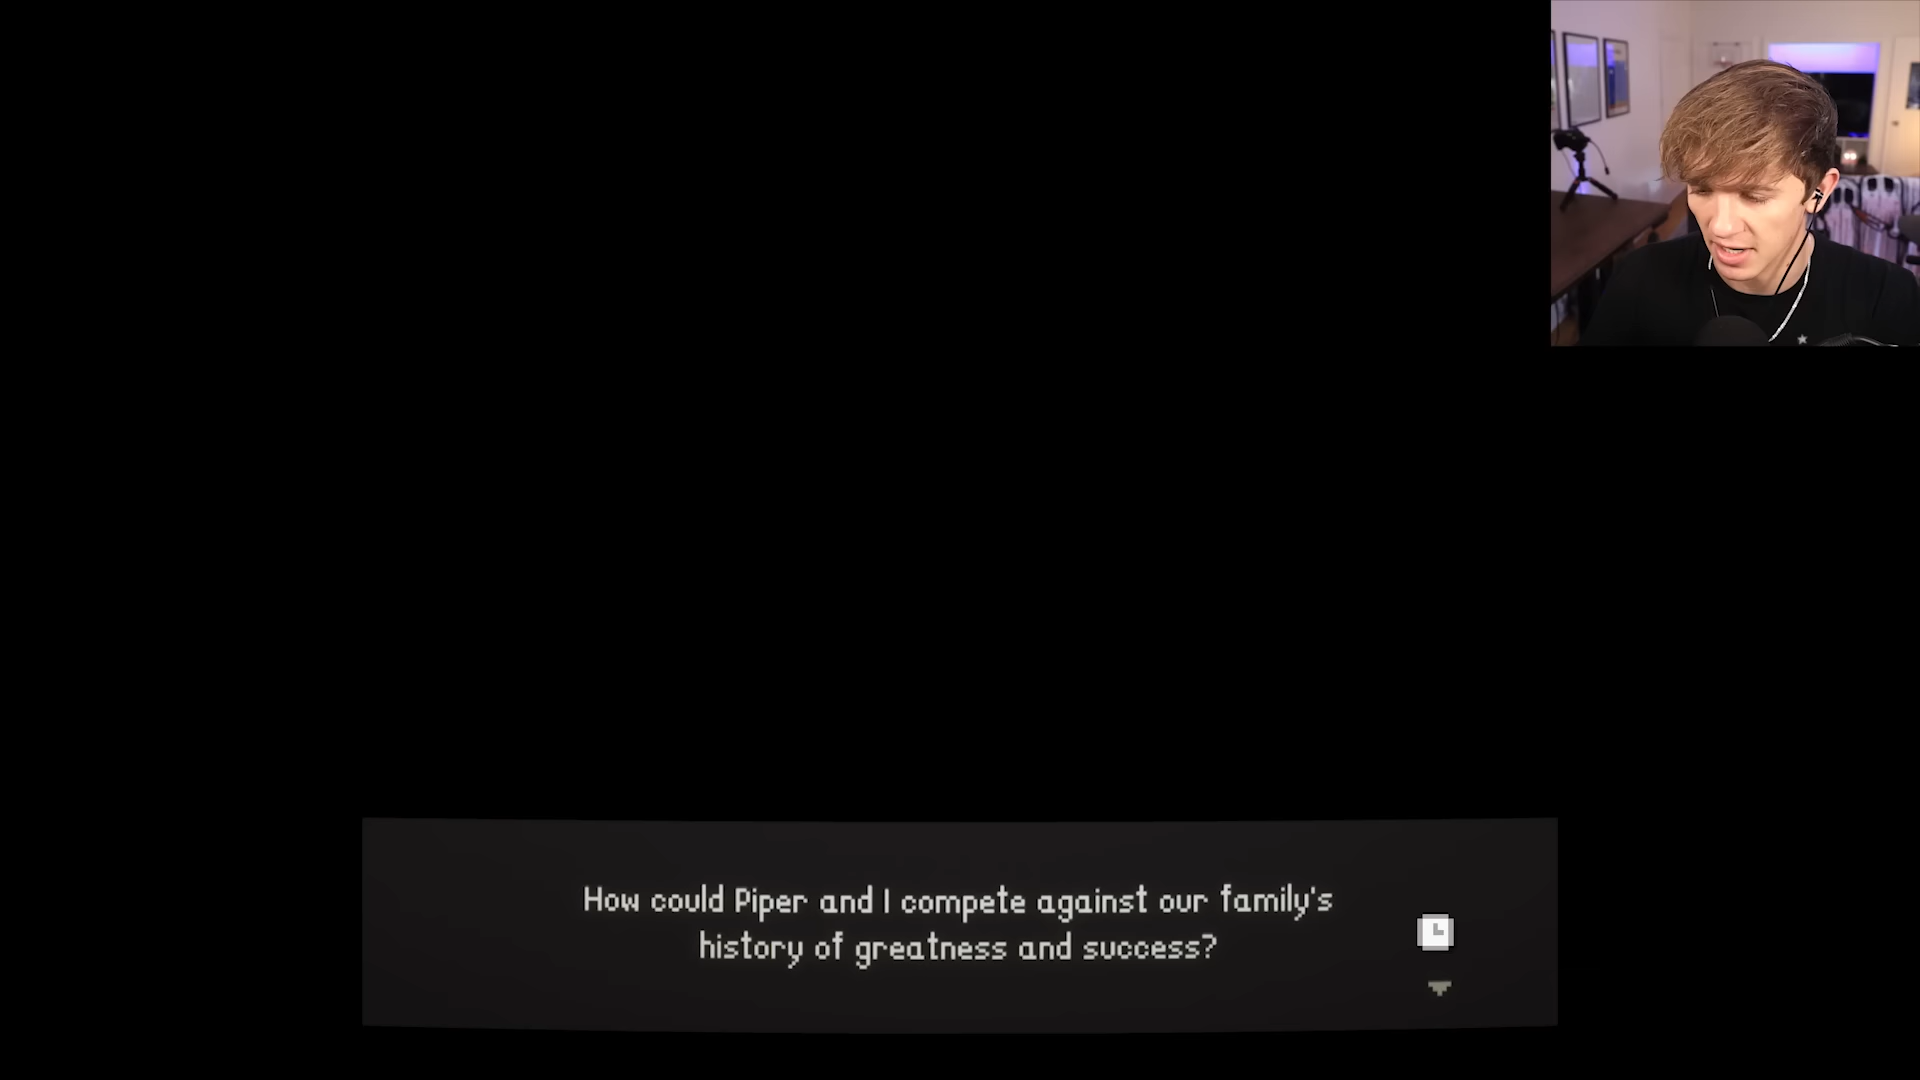 How could Piper and I compete against our family's
history of greatness and success?